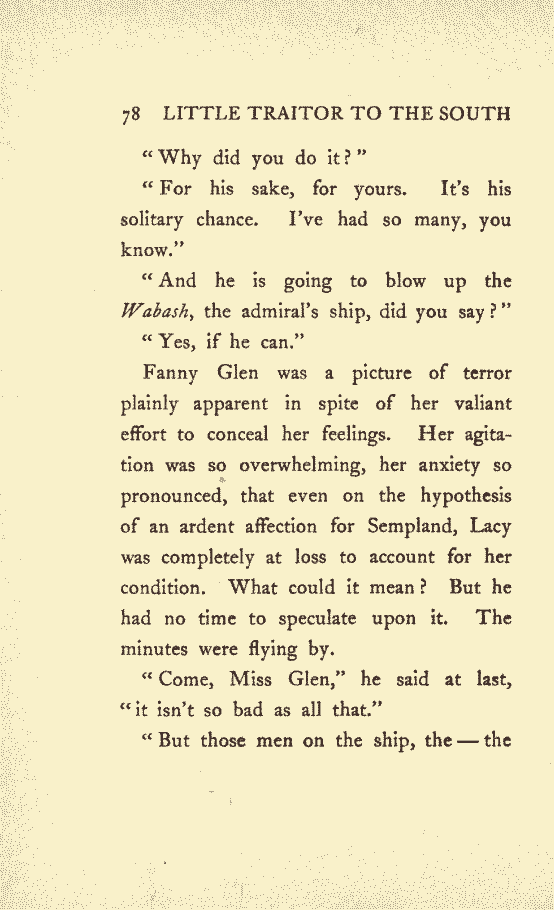 78 LITTLE TRAITOR TO THE SOUTH
“Why did you do it?”
“For his sake, for yours. It's his
solitary chance. I've had so many, you
know.”
“And he is going to blow up the
Wabash, the admiral's ship, did you say?”
“Yes, if he can.”
Fanny Glen was a picture of terror
plainly apparent in spite of her valiant
effort to conceal her feelings. Her agita-
tion was so overwhelming, her anxiety so
pronounced, that even on the hypothesis
of an ardent affection for Sempland, Lacy
was completely at loss to account for her
condition. What could it mean? But he
had no time to speculate upon it. The
minutes were flying by.
“Come, Miss Glen,” he said at last,
“it isn't so bad as all that.”
“But those men on the ship, the — the